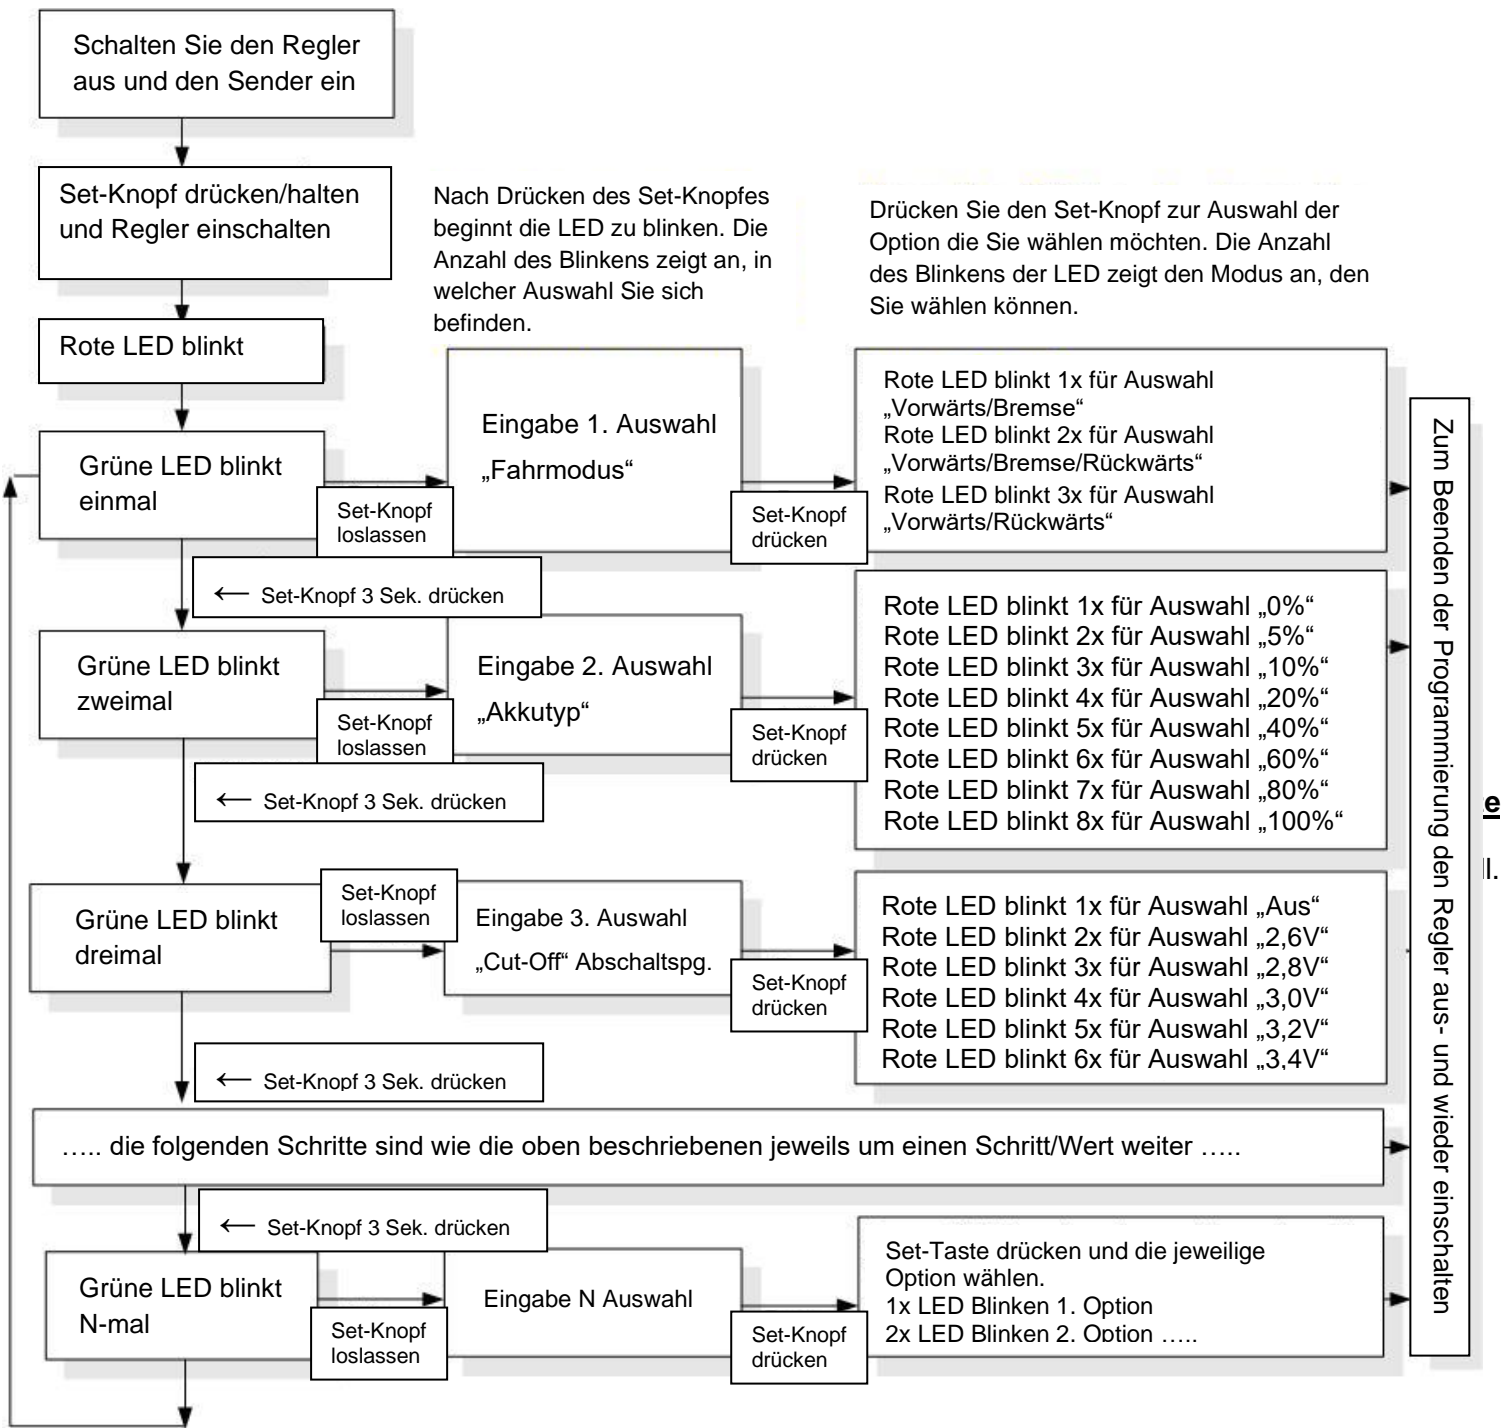 Schalten Sie den Regler
aus und den Sender ein
Set-Knopf drücken/halten
und Regler einschalten
Nach Drücken des Set-Knopfes
beginnt die LED zu blinken. Die
Anzahl des Blinkens zeigt an, in
welcher Auswahl Sie sich
befinden.
Drücken Sie den Set-Knopf zur Auswahl der
Option die Sie wählen möchten. Die Anzahl
des Blinkens der LED zeigt den Modus an, den
Sie wählen können.
Rote LED blinkt
Grüne LED blinkt
einmal
Set-Knopf
loslassen
Eingabe 1. Auswahl
„Fahrmodus“
Set-Knopf
drücken
Rote LED blinkt 1x für Auswahl
„Vorwärts/Bremse“
Rote LED blinkt 2x für Auswahl
„Vorwärts/Bremse/Rückwärts“
Rote LED blinkt 3x für Auswahl
„Vorwärts/Rückwärts“
← Set-Knopf 3 Sek. drücken
Grüne LED blinkt
zweimal
Set-Knopf
loslassen
Eingabe 2. Auswahl
„Akkutyp“
Set-Knopf
drücken
Rote LED blinkt 1x für Auswahl „0%“
Rote LED blinkt 2x für Auswahl „5%“
Rote LED blinkt 3x für Auswahl „10%“
Rote LED blinkt 4x für Auswahl „20%“
Rote LED blinkt 5x für Auswahl „40%“
Rote LED blinkt 6x für Auswahl „60%“
Rote LED blinkt 7x für Auswahl „80%“
Rote LED blinkt 8x für Auswahl „100%“
← Set-Knopf 3 Sek. drücken
Grüne LED blinkt
dreimal
Set-Knopf
loslassen
Eingabe 3. Auswahl
„Cut-Off“ Abschaltspg.
Set-Knopf
drücken
Rote LED blinkt 1x für Auswahl „Aus“
Rote LED blinkt 2x für Auswahl „2,6V“
Rote LED blinkt 3x für Auswahl „2,8V“
Rote LED blinkt 4x für Auswahl „3,0V“
Rote LED blinkt 5x für Auswahl „3,2V“
Rote LED blinkt 6x für Auswahl „3,4V“
← Set-Knopf 3 Sek. drücken
….. die folgenden Schritte sind wie die oben beschriebenen jeweils um einen Schritt/Wert weiter …..
← Set-Knopf 3 Sek. drücken
Grüne LED blinkt
N-mal
Set-Knopf
loslassen
Eingabe N Auswahl
Set-Knopf
drücken
Set-Taste drücken und die jeweilige
Option wählen.
1x LED Blinken 1. Option
2x LED Blinken 2. Option …..
Zum Beenden der Programmierung den Regler aus- und wieder einschalten